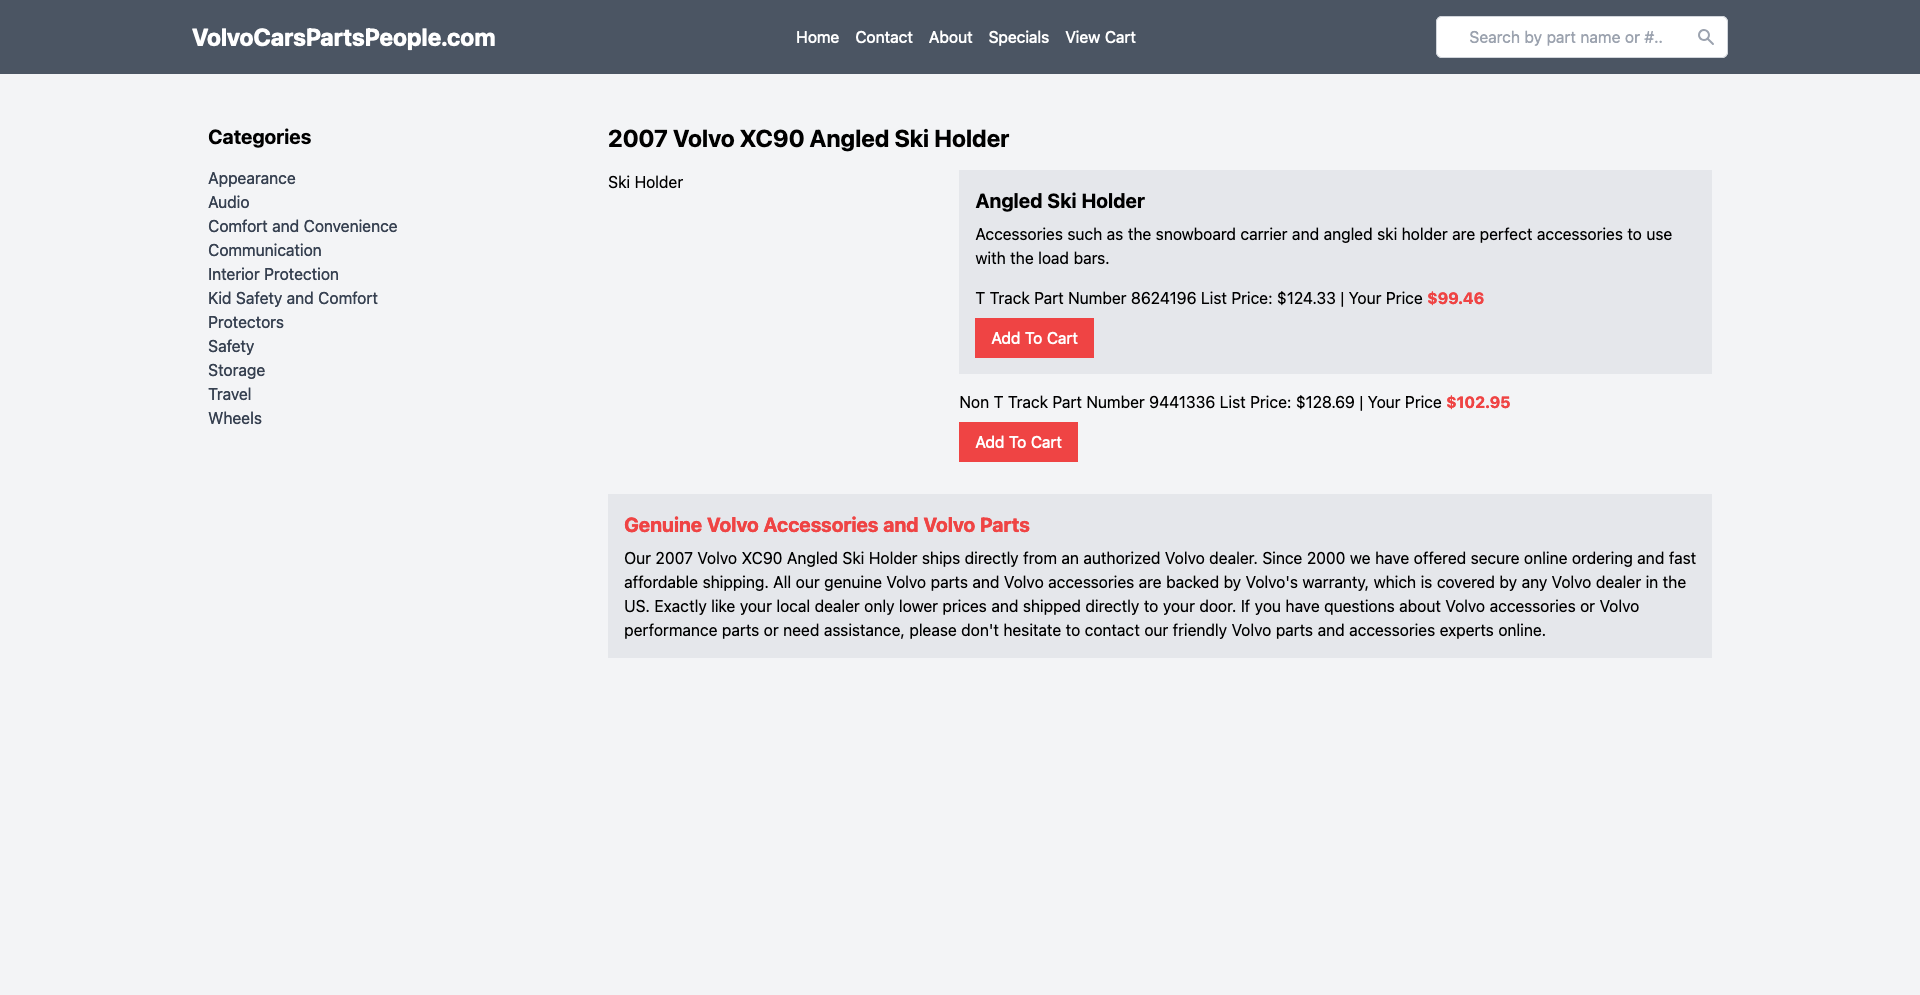 VolvoCarsPartsPeople.com
Home Contact About Specials View Cart
Search by part name or #..
Categories
Appearance
Audio
Comfort and Convenience
Communication
Interior Protection
Kid Safety and Comfort
Protectors
Safety
Storage
Travel
Wheels
2007 Volvo XC90 Angled Ski Holder
Ski Holder
Angled Ski Holder
Accessories such as the snowboard carrier and angled ski holder are perfect accessories to use
with the load bars.
T Track Part Number 8624196 List Price: $124.33 | Your Price $99.46
Add To Cart
Non T Track Part Number 9441336 List Price: $128.69 | Your Price $102.95
Add To Cart
Genuine Volvo Accessories and Volvo Parts
Our 2007 Volvo XC90 Angled Ski Holder ships directly from an authorized Volvo dealer. Since 2000 we have offered secure online ordering and fast
affordable shipping. All our genuine Volvo parts and Volvo accessories are backed by Volvo's warranty, which is covered by any Volvo dealer in the
US. Exactly like your local dealer only lower prices and shipped directly to your door. If you have questions about Volvo accessories or Volvo
performance parts or need assistance, please don't hesitate to contact our friendly Volvo parts and accessories experts online.